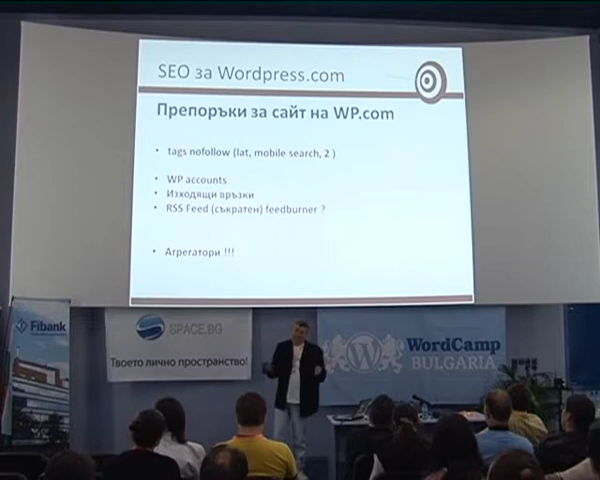 SEO за Wordpress.com
Препоръки за сайт на WP.com
• tags nofollow (lat, mobile search, 2 )
• WP accounts
• Изходящи връзки
• RSS Feed (съкратен) feedburner ?
• Агрегатори !!!
Fibank
SPACE.BG
Твоето лично пространство!
WordCamp
BULGARIA